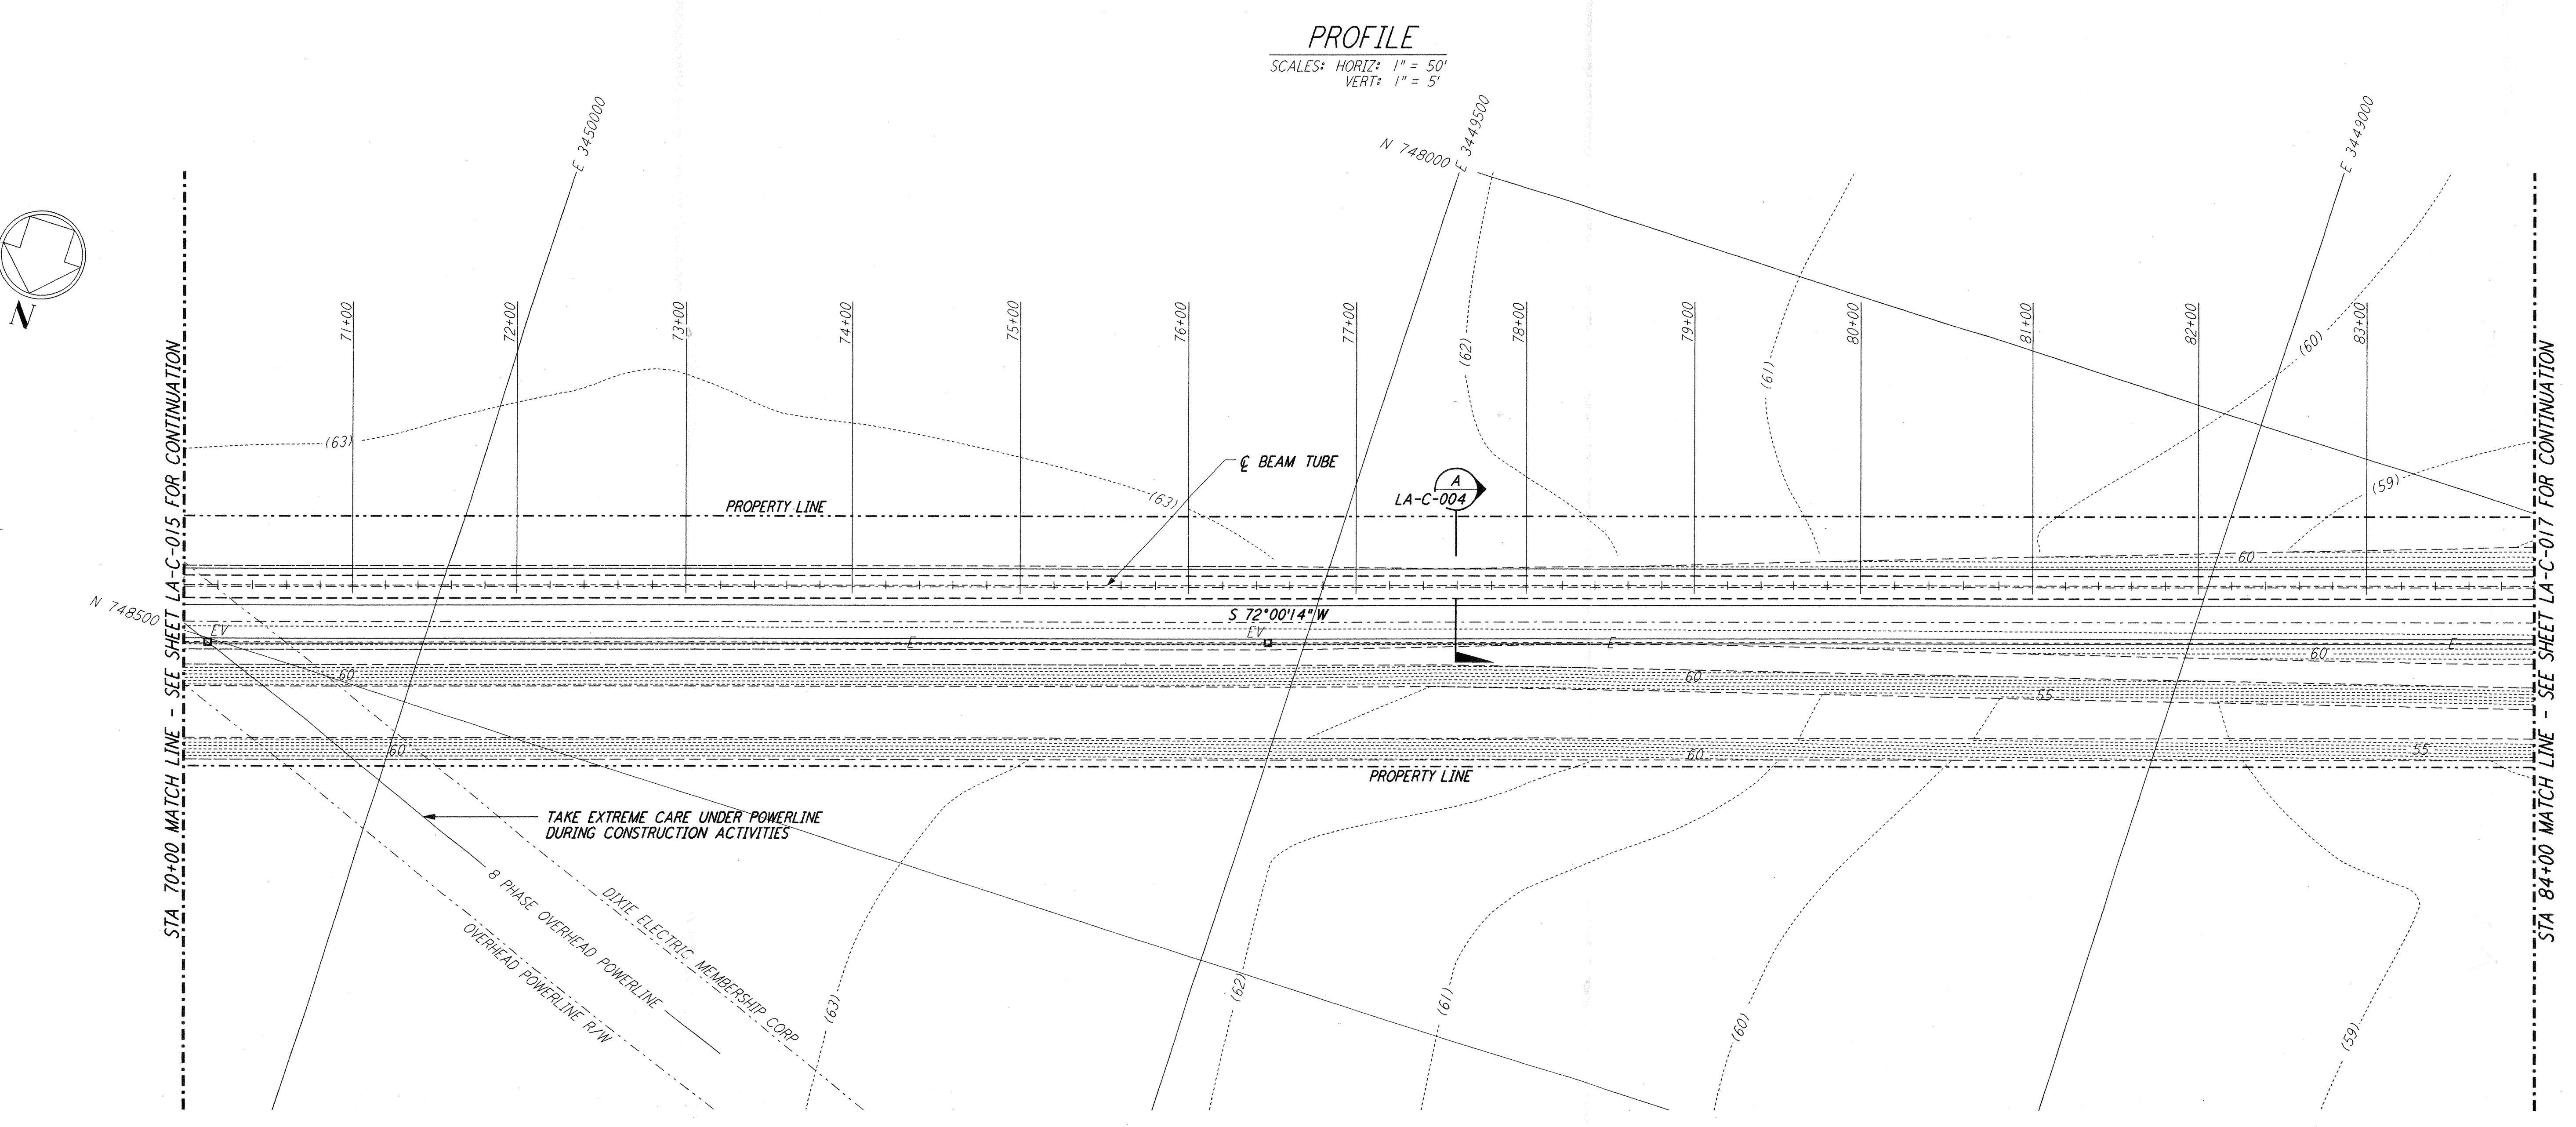 PROFILE
SCALES: HORIZ: 1" = 50'
VERT: 1" = 5'
E 3450000
E 3449500
E 3449000
N 748000
N
71+00
72+00
73+00
74+00
75+00
76+00
77+00
78+00
79+00
80+00
81+00
82+00
83+00
(62)
(61)
(60)
(63)
(63)
(59)
℄ BEAM TUBE
A
LA-C-004
PROPERTY LINE
STA 70+00 MATCH LINE - SEE SHEET LA-C-015 FOR CONTINUATION
STA 84+00 MATCH LINE - SEE SHEET LA-C-017 FOR CONTINUATION
60
N 748500
S 72°00'14" W
EV
EV
E
E
E
60
60
60
55
60
60
55
PROPERTY LINE
TAKE EXTREME CARE UNDER POWERLINE
DURING CONSTRUCTION ACTIVITIES
8 PHASE OVERHEAD POWERLINE
DIXIE ELECTRIC MEMBERSHIP CORP
OVERHEAD POWERLINE R/W
(63)
(62)
(61)
(60)
(59)